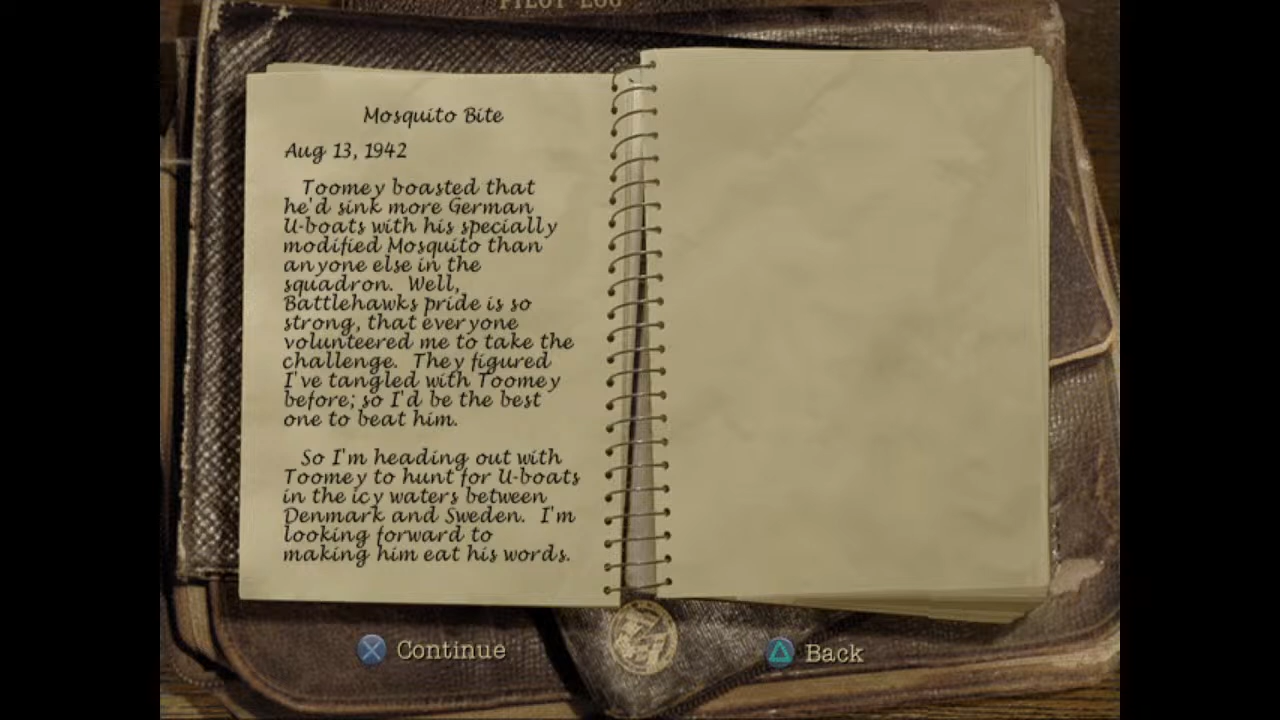 PILOT LOG
Mosquito Bite
Aug 13, 1942
Toomey boasted that
he'd sink more German
U-boats with his specially
modified Mosquito than
anyone else in the
squadron.  Well,
Battlehawks pride is so
strong, that everyone
volunteered me to take the
challenge.  They figured
I've tangled with Toomey
before; so I'd be the best
one to beat him.
So I'm heading out with
Toomey to hunt for U-boats
in the icy waters between
Denmark and Sweden.  I'm
looking forward to
making him eat his words.
Continue
Back